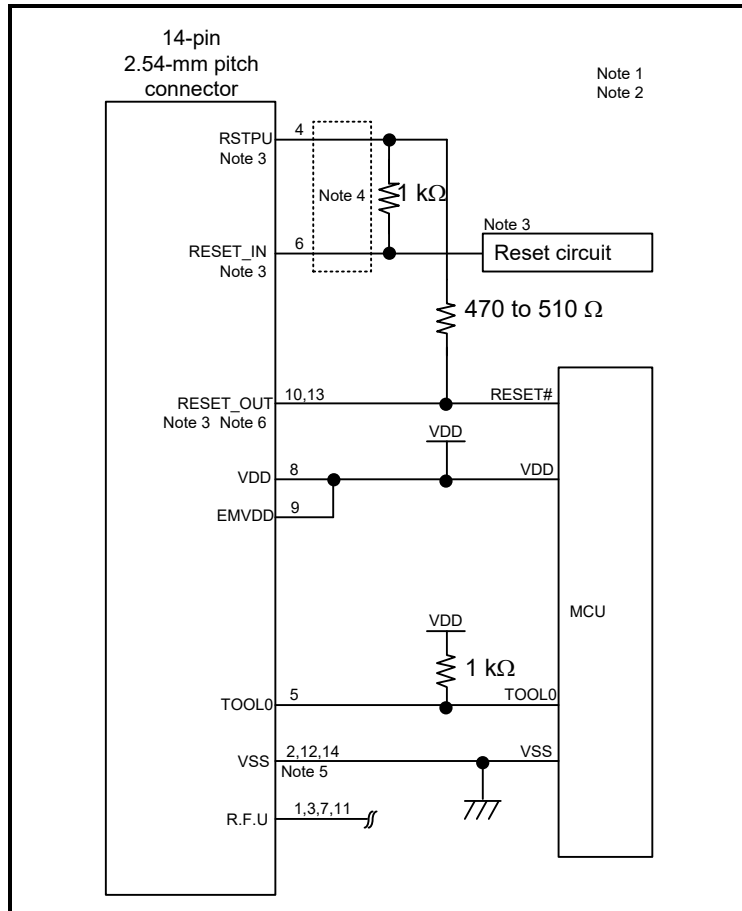 14-pin
2.54-mm pitch
connector
Note 1
Note 2
RSTPU
Note 3
4
Note 4
1 kΩ
RESET_IN
Note 3
6
Note 3
Reset circuit
470 to 510 Ω
RESET_OUT
Note 3 Note 6
10,13
RESET#
VDD
VDD
8
VDD
EMVDD
9
MCU
VDD
1 kΩ
TOOL0
5
TOOL0
VSS
2,12,14
Note 5
VSS
R.F.U
1,3,7,11